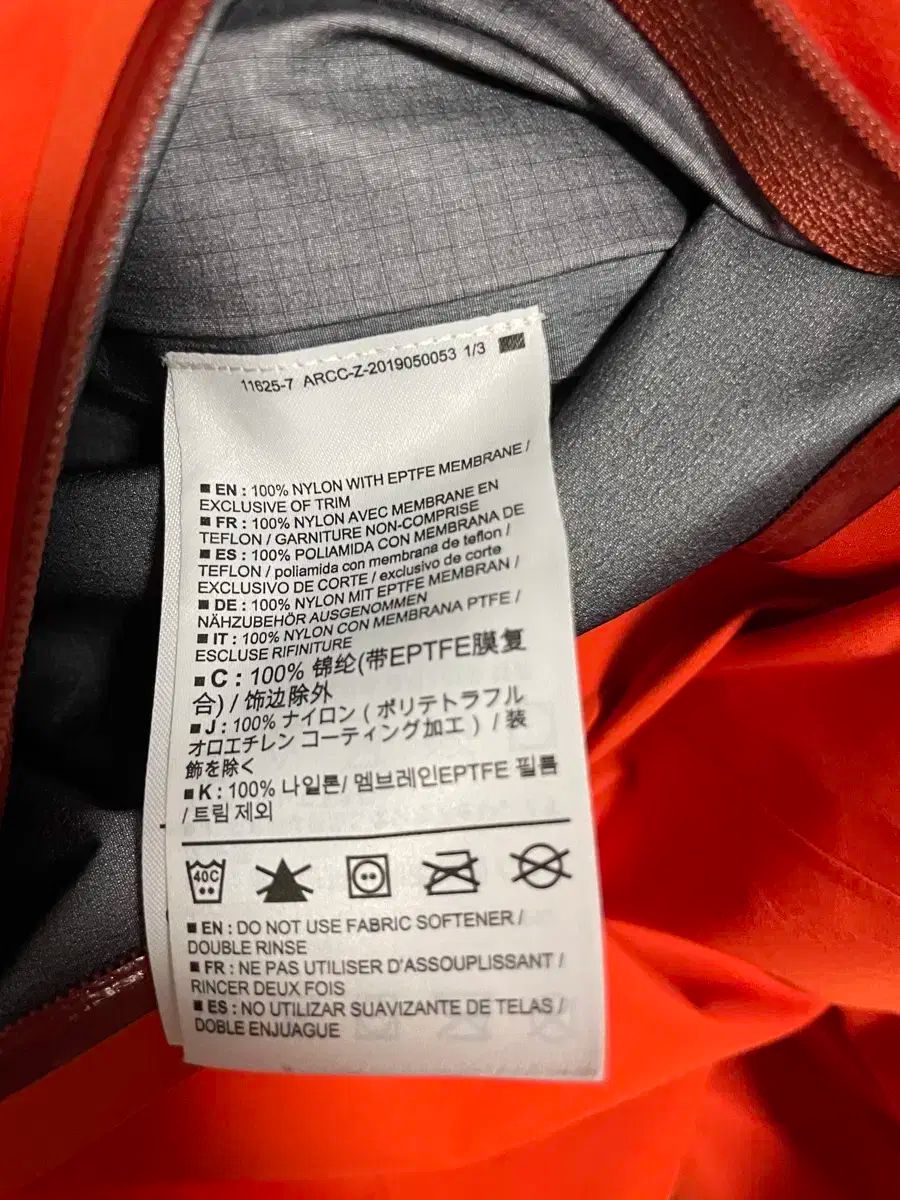 11625-7 ARCC-Z-2019050053 1/3
■ EN : 100% NYLON WITH EPTFE MEMBRANE /
EXCLUSIVE OF TRIM
■ FR : 100% NYLON AVEC MEMBRANE EN
TEFLON / GARNITURE NON-COMPRISE
■ ES : 100% POLIAMIDA CON MEMBRANA DE
TEFLON / poliamida con membrana de teflon /
EXCLUSIVO DE CORTE / exclusivo de corte
■ DE : 100% NYLON MIT EPTFE MEMBRAN /
NÄHZUBEHÖR AUSGENOMMEN
■ IT : 100% NYLON CON MEMBRANA PTFE /
ESCLUSE RIFINITURE
■ C : 100% 锦纶(带EPTFE膜复
合) / 饰边除外
■ J : 100% ナイロン ( ポリテトラフル
オロエチレン コーティング加工 ) / 装
飾を除く
■ K : 100% 나일론/ 멤브레인EPTFE 필름
/ 트림 제외
40C
■ EN : DO NOT USE FABRIC SOFTENER /
DOUBLE RINSE
■ FR : NE PAS UTILISER D'ASSOUPLISSANT /
RINCER DEUX FOIS
■ ES : NO UTILIZAR SUAVIZANTE DE TELAS /
DOBLE ENJUAGUE